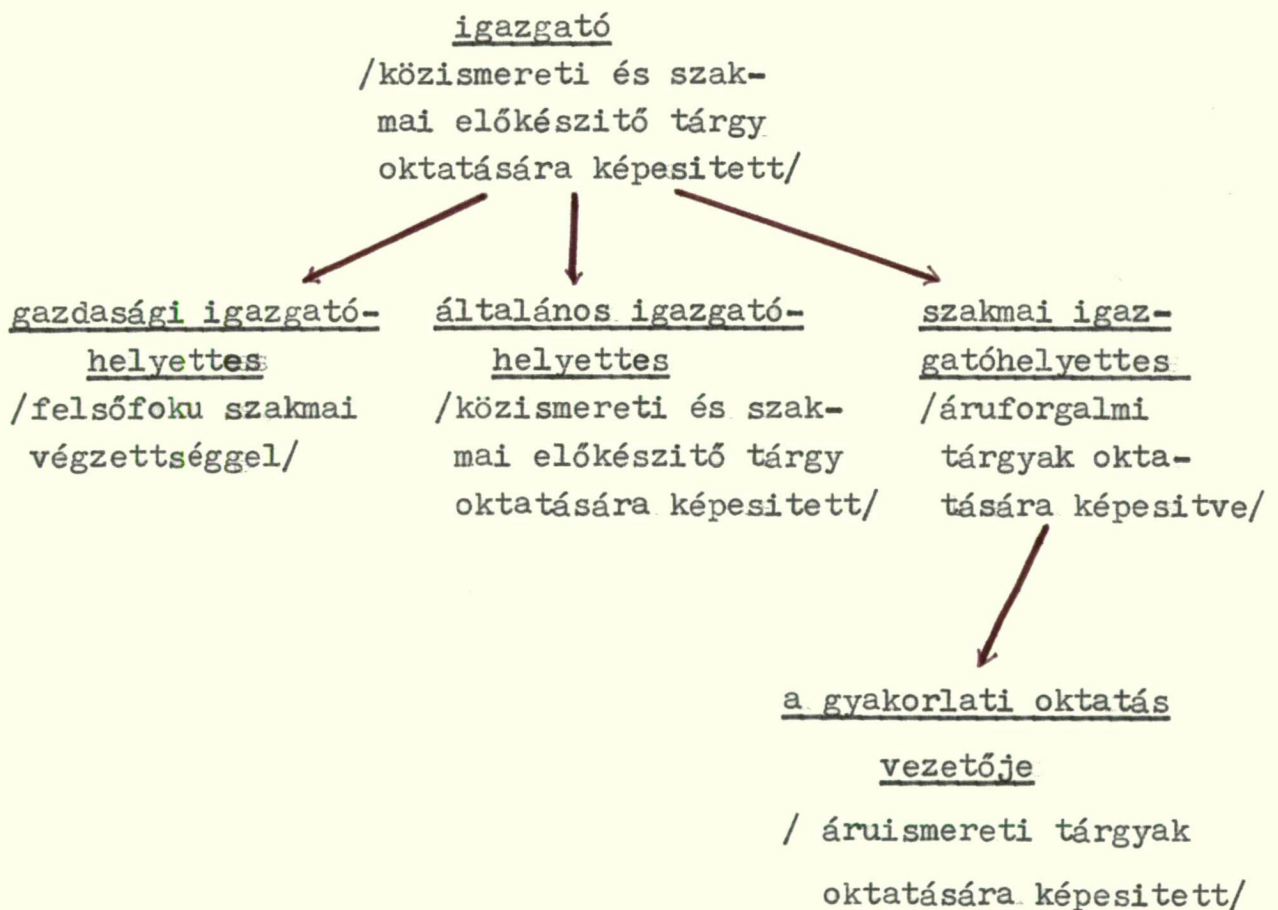 igazgató
/közismereti és szak-
mai előkészitő tárgy
oktatására képesitett/
gazdasági igazgató-
helyettes
/felsőfoku szakmai
végzettséggel/
általános igazgató-
helyettes
/közismereti és szak-
mai előkészitő tárgy
oktatására képesitett/
szakmai igaz-
gatóhelyettes
/áruforgalmi
tárgyak okta-
tására képesitve/
a gyakorlati oktatás
vezetője
/ áruismereti tárgyak
oktatására képesitett/